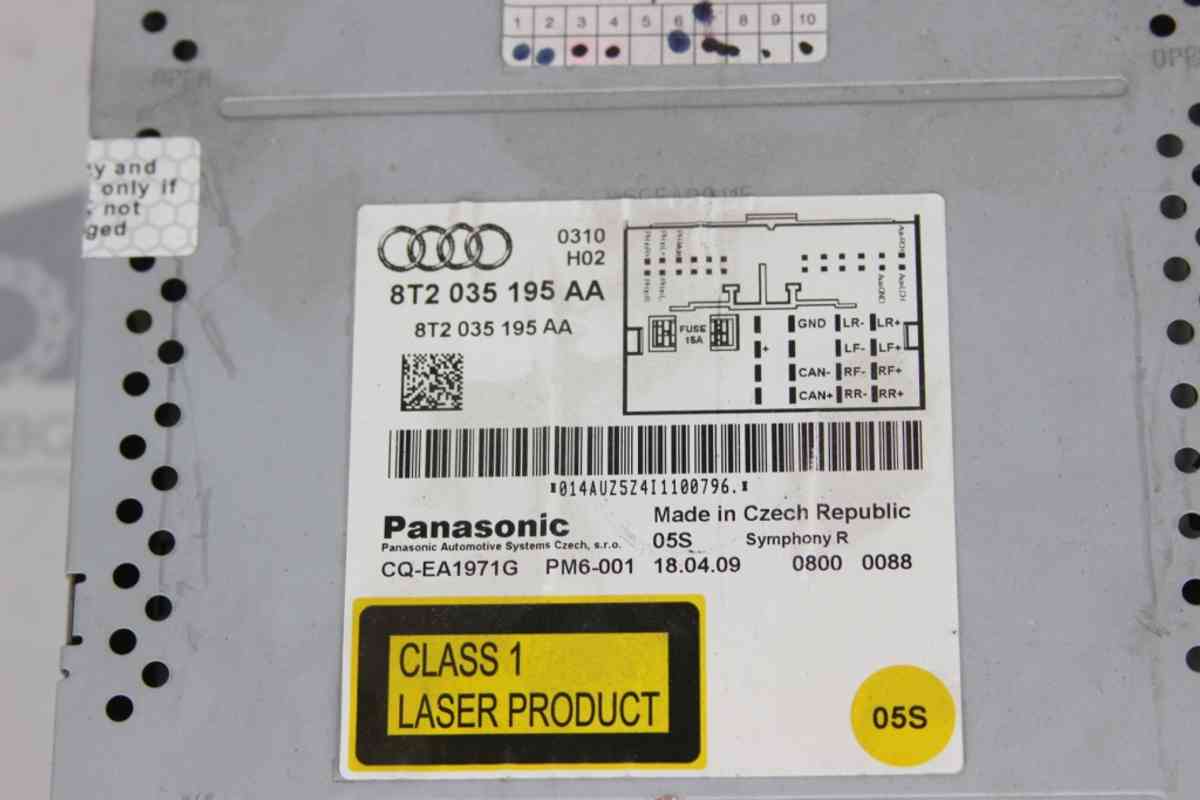 1 2 3 4 5 6 8 9 10
OPEN
y and
only if
not
ged
0310
H02
8T2 035 195 AA
8T2 035 195 AA
FUSE
15A
GND LR- LR+
+ LF- LF+
CAN- RF- RF+
CAN+ RR- RR+
*014AUZ5Z4I1100796.*
Panasonic
Made in Czech Republic
Panasonic Automotive Systems Czech, s.r.o.
05S Symphony R
CQ-EA1971G PM6-001 18.04.09 0800 0088
CLASS 1
LASER PRODUCT
05S